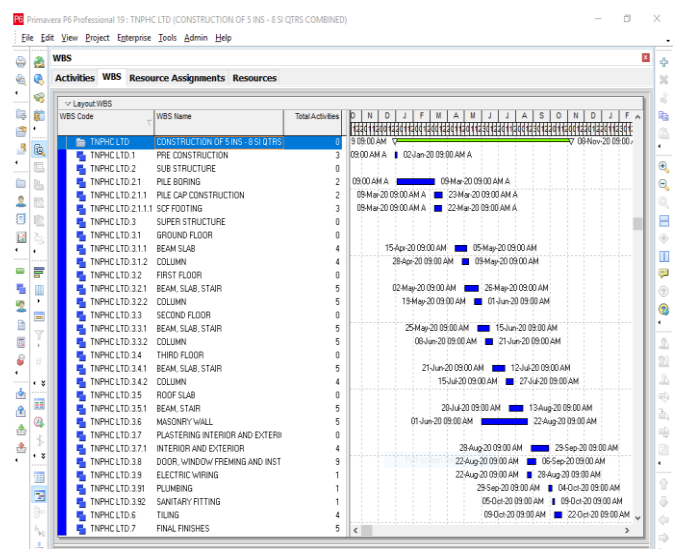 P6 Primavera P6 Professional 19 : TNPHC LTD (CONSTRUCTION OF 5 INS - 8 SI QTRS COMBINED)
File Edit View Project Enterprise Tools Admin Help
WBS
Activities WBS Resource Assignments Resources
Layout:WBS
WBS Code WBS Name Total Activities D N D J F M A M J J A S O N D J F
TNPHC LTD CONSTRUCTION OF 5 INS - 8 SI QTRS 0 9 09:00 AM 08-Nov-20 09:00
TNPHC LTD.1 PRE CONSTRUCTION 3 09:00 AM A 02-Jan-20 09:00 AM A
TNPHC LTD.2 SUB STRUCTURE 0
TNPHC LTD.2.1 PILE BORING 2 09:00 AM A 09-Mar-20 09:00 AM A
TNPHC LTD.2.1.1 PILE CAP CONSTRUCTION 2 09-Mar-20 09:00 AM A 23-Mar-20 09:00 AM A
TNPHC LTD.2.1.1.1 SCF FOOTING 3 09-Mar-20 09:00 AM A 22-Mar-20 09:00 AM A
TNPHC LTD.3 SUPER STRUCTURE 0
TNPHC LTD.3.1 GROUND FLOOR 0
TNPHC LTD.3.1.1 BEAM SLAB 4 15-Apr-20 09:00 AM 05-May-20 09:00 AM
TNPHC LTD.3.1.2 COLUMN 4 28-Apr-20 09:00 AM 09-May-20 09:00 AM
TNPHC LTD.3.2 FIRST FLOOR 0
TNPHC LTD.3.2.1 BEAM, SLAB, STAIR 5 02-May-20 09:00 AM 26-May-20 09:00 AM
TNPHC LTD.3.2.2 COLUMN 5 19-May-20 09:00 AM 01-Jun-20 09:00 AM
TNPHC LTD.3.3 SECOND FLOOR 0
TNPHC LTD.3.3.1 BEAM, SLAB, STAIR 5 25-May-20 09:00 AM 15-Jun-20 09:00 AM
TNPHC LTD.3.3.2 COLUMN 5 08-Jun-20 09:00 AM 21-Jun-20 09:00 AM
TNPHC LTD.3.4 THIRD FLOOR 0
TNPHC LTD.3.4.1 BEAM, SLAB, STAIR 5 21-Jun-20 09:00 AM 12-Jul-20 09:00 AM
TNPHC LTD.3.4.2 COLUMN 4 15-Jul-20 09:00 AM 27-Jul-20 09:00 AM
TNPHC LTD.3.5 ROOF SLAB 0
TNPHC LTD.3.5.1 BEAM, STAIR 5 20-Jul-20 09:00 AM 13-Aug-20 09:00 AM
TNPHC LTD.3.6 MASONRY WALL 5 01-Jun-20 09:00 AM 22-Aug-20 09:00 AM
TNPHC LTD.3.7 PLASTERING INTERIOR AND EXTERI 0
TNPHC LTD.3.7.1 INTERIOR AND EXTERIOR 4 28-Aug-20 09:00 AM 29-Sep-20 09:00 AM
TNPHC LTD.3.8 DOOR, WINDOW FREMING AND INST 9 22-Aug-20 09:00 AM 06-Sep-20 09:00 AM
TNPHC LTD.3.9 ELECTRIC WIRING 1 22-Aug-20 09:00 AM 28-Aug-20 09:00 AM
TNPHC LTD.3.91 PLUMBING 1 29-Sep-20 09:00 AM 04-Oct-20 09:00 AM
TNPHC LTD.3.92 SANITARY FITTING 1 05-Oct-20 09:00 AM 09-Oct-20 09:00 AM
TNPHC LTD.6 TILING 4 09-Oct-20 09:00 AM 22-Oct-20 09:00 AM
TNPHC LTD.7 FINAL FINISHES 5